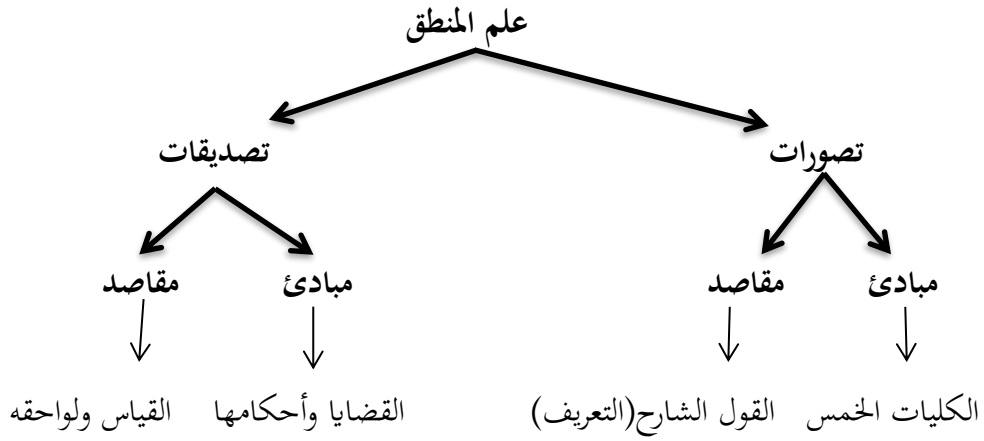 علم المنطق
تصورات تصديقات
مبادئ مقاصد مبادئ مقاصد
الكليات الخمس القول الشارح(التعريف) القضايا وأحكامها القياس ولواحقه